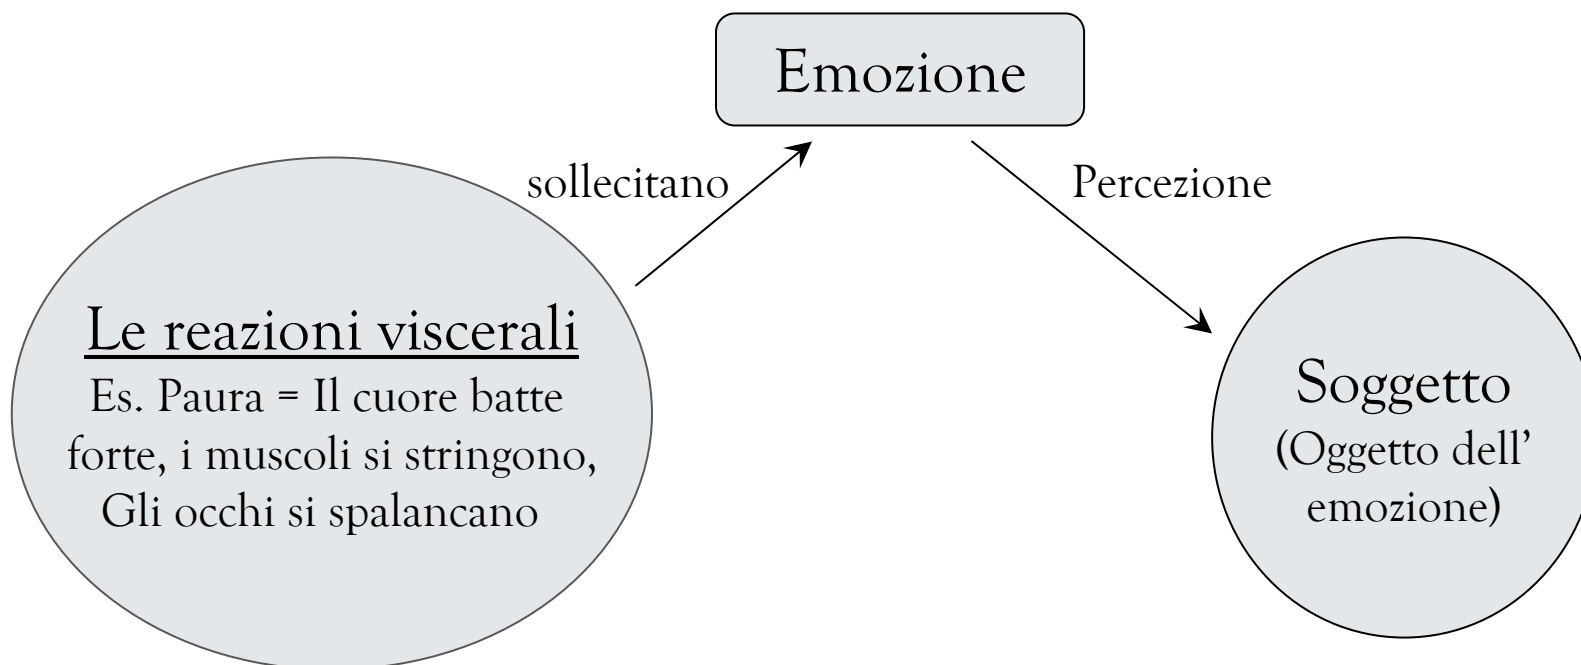 Emozione
sollecitano
Percezione
Le reazioni viscerali
Es. Paura = Il cuore batte
forte, i muscoli si stringono,
Gli occhi si spalancano
Soggetto
(Oggetto dell’
emozione)